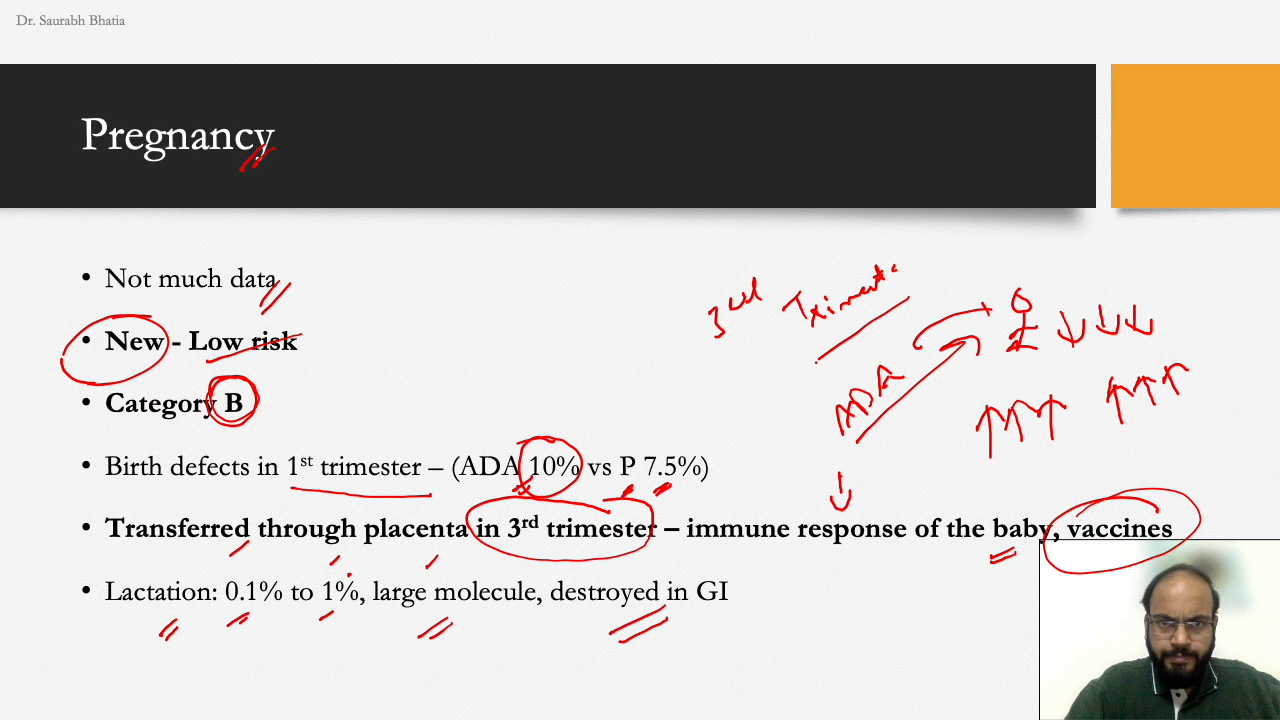 Dr. Saurabh Bhatia
Pregnancy
• Not much data
• New - Low risk
• Category B
• Birth defects in 1st trimester – (ADA 10% vs P 7.5%)
• Transferred through placenta in 3rd trimester – immune response of the baby, vaccines
• Lactation: 0.1% to 1%, large molecule, destroyed in GI
3rd Trimester
ADA